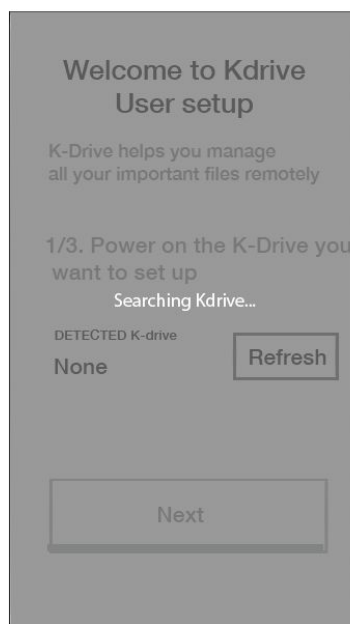 Welcome to Kdrive
User setup
K-Drive helps you manage
all your important files remotely
1/3. Power on the K-Drive you
want to set up
Searching Kdrive...
DETECTED K-drive
None
Refresh
Next